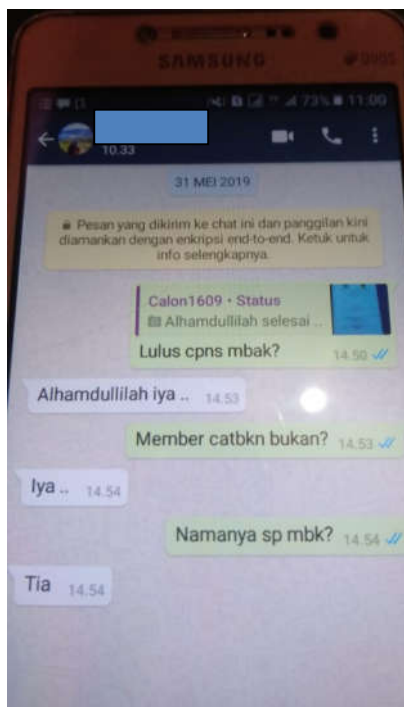 SAMSUNG
73% 11:00
10.33
31 MEI 2019
Pesan yang dikirim ke chat ini dan panggilan kini
diamankan dengan enkripsi end-to-end. Ketuk untuk
info selengkapnya.
Calon1609 • Status
Alhamdullilah selesai ..
Lulus cpns mbak? 14.50
Alhamdullilah iya .. 14.53
Member catbkn bukan? 14.53
Iya .. 14.54
Namanya sp mbk? 14.54
Tia 14.54